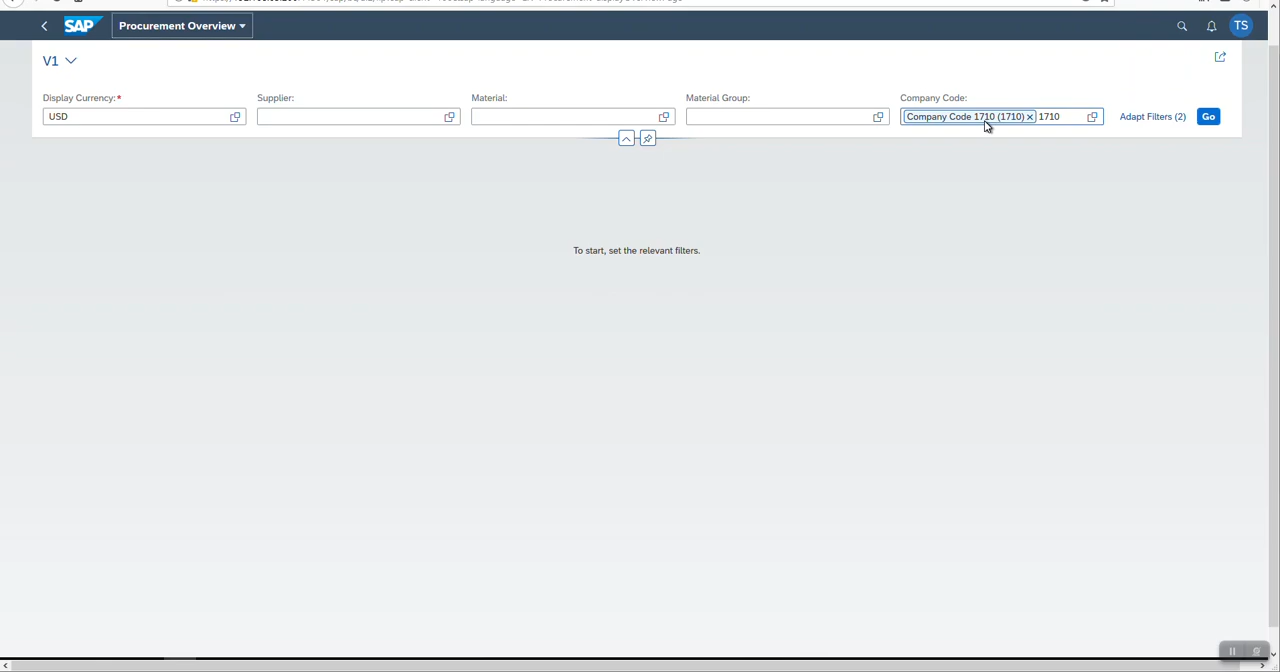 SAP Procurement Overview TS
V1
Display Currency:* Supplier: Material: Material Group: Company Code:
USD Company Code 1710 (1710) × 1710 Adapt Filters (2) Go
To start, set the relevant filters.